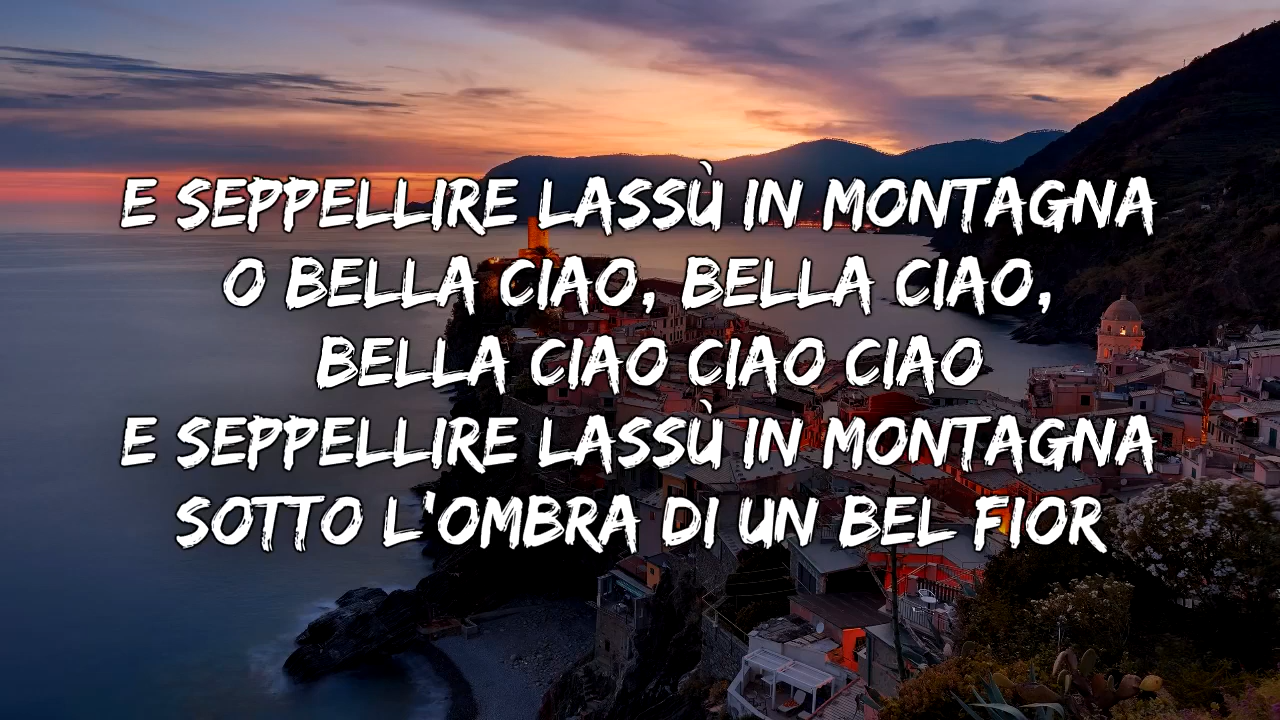 E SEPPELLIRE LASSÙ IN MONTAGNA
O BELLA CIAO, BELLA CIAO,
BELLA CIAO CIAO CIAO
E SEPPELLIRE LASSÙ IN MONTAGNA
SOTTO L'OMBRA DI UN BEL FIOR